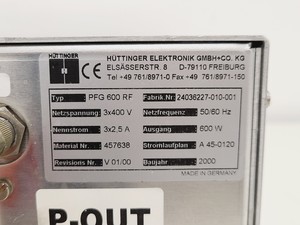 HÜTTINGER
HÜTTINGER ELEKTRONIK GMBH+CO. KG
ELSÄSSERSTR. 8 D-79110 FREIBURG
Tel +49 761/8971-0 Fax +49 761/8971-150
CE
Typ PFG 600 RF Fabrik.Nr: 24036227-010-001
Netzspannung 3x400 V Netzfrequenz 50/60 Hz
Nennstrom 3x2.5 A Ausgang 600 W
Material Nr 457638 Stromlaufplan A 45-0120
Revisions Nr V 01/00 Baujahr 2000
MADE IN GERMANY
P-OUT